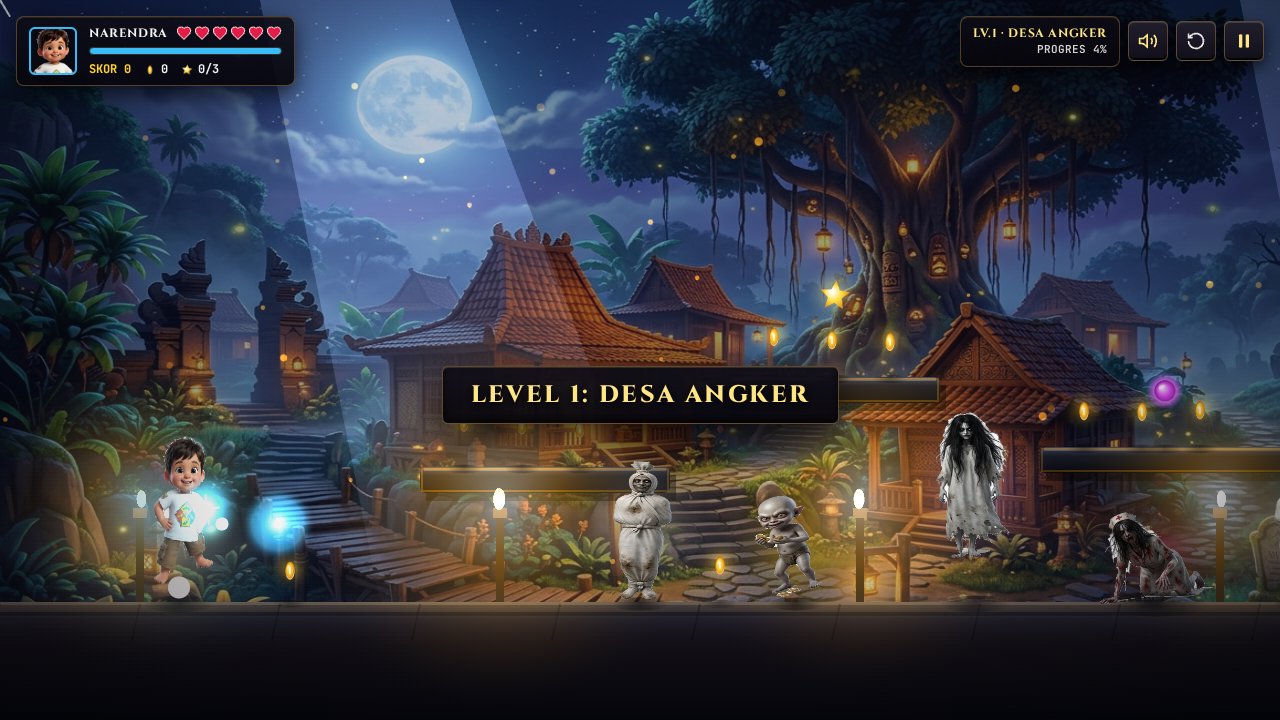 NARENDRA
SKOR 0 0 0/3
LV.1 · DESA ANGKER
PROGRES 4%
LEVEL 1: DESA ANGKER